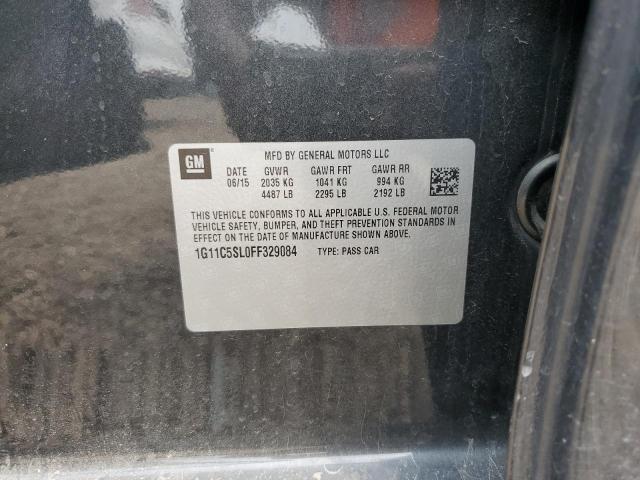 GM MFD BY GENERAL MOTORS LLC
DATE GVWR GAWR FRT GAWR RR
06/15 2035 KG 1041 KG 994 KG
4487 LB 2295 LB 2192 LB
THIS VEHICLE CONFORMS TO ALL APPLICABLE U.S. FEDERAL MOTOR
VEHICLE SAFETY, BUMPER, AND THEFT PREVENTION STANDARDS IN
EFFECT ON THE DATE OF MANUFACTURE SHOWN ABOVE.
1G11C5SL0FF329084 TYPE: PASS CAR